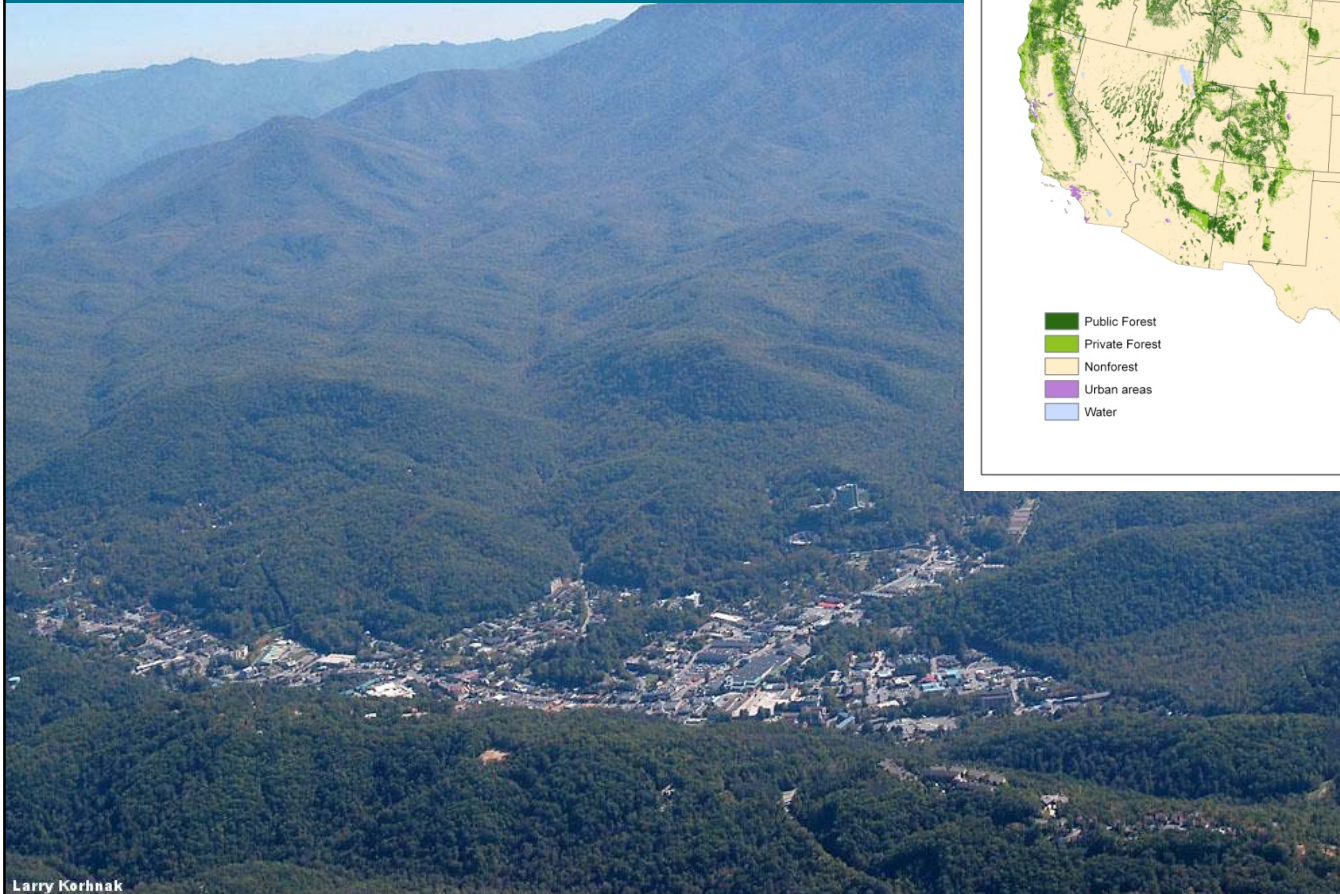 Public Forest
Private Forest
Nonforest
Urban areas
Water
Larry Korhnak